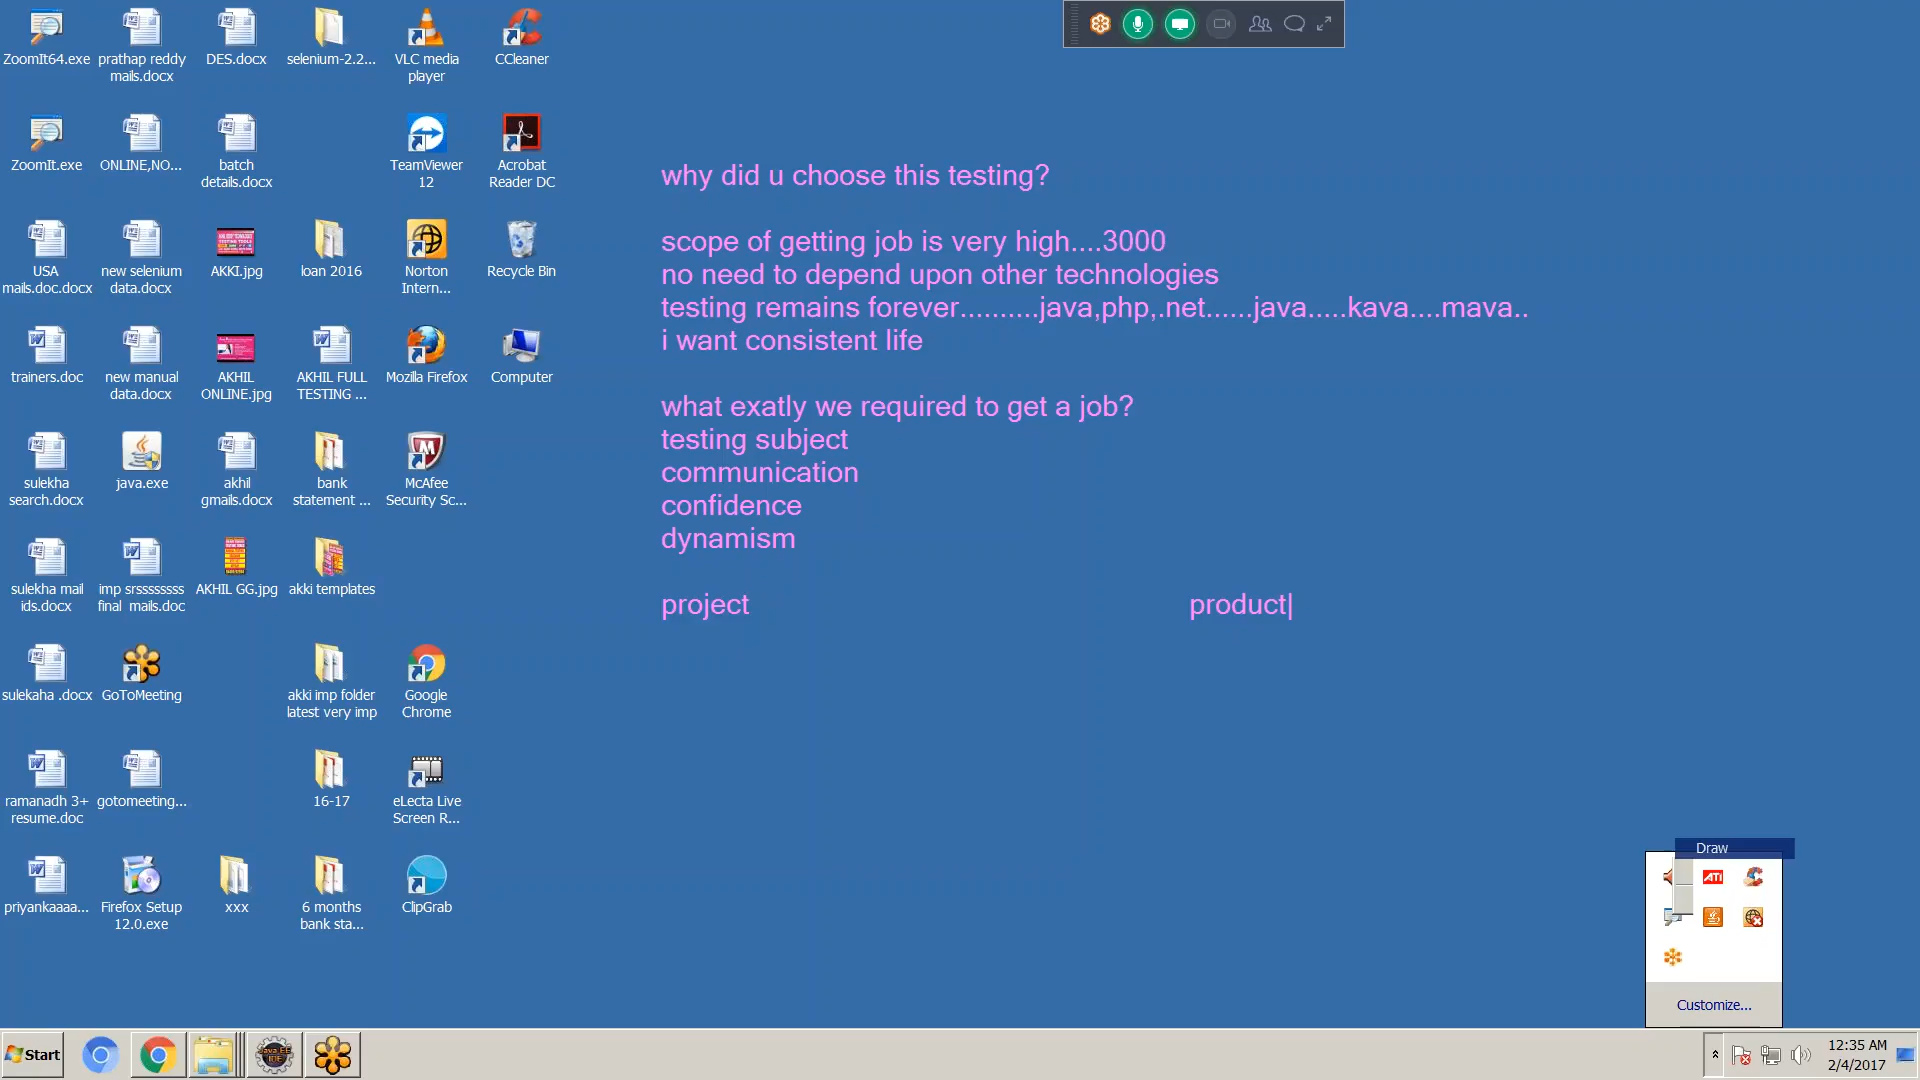 ZoomIt64.exe
prathap reddy
mails.docx
DES.docx
selenium-2.2...
VLC media
player
CCleaner
ZoomIt.exe
ONLINE,NO...
batch
details.docx
TeamViewer
12
Acrobat
Reader DC
USA
mails.doc.docx
new selenium
data.docx
AKKI.jpg
loan 2016
Norton
Intern...
Recycle Bin
trainers.doc
new manual
data.docx
AKHIL
ONLINE.jpg
AKHIL FULL
TESTING ...
Mozilla Firefox
Computer
sulekha
search.docx
java.exe
akhil
gmails.docx
bank
statement ...
McAfee
Security Sc...
sulekha mail
ids.docx
imp srsssssssss
final mails.doc
AKHIL GG.jpg
akki templates
sulekaha .docx
GoToMeeting
akki imp folder
latest very imp
Google
Chrome
ramanadh 3+
resume.doc
gotomeeting...
16-17
eLecta Live
Screen R...
priyankaaaa...
Firefox Setup
12.0.exe
xxx
6 months
bank sta...
ClipGrab
why did u choose this testing?
scope of getting job is very high....3000
no need to depend upon other technologies
testing remains forever..........java,php,.net......java.....kava....mava..
i want consistent life
what exatly we required to get a job?
testing subject
communication
confidence
dynamism
project product
Draw
ATI
Customize...
Start
Java EE
IDE
12:35 AM
2/4/2017